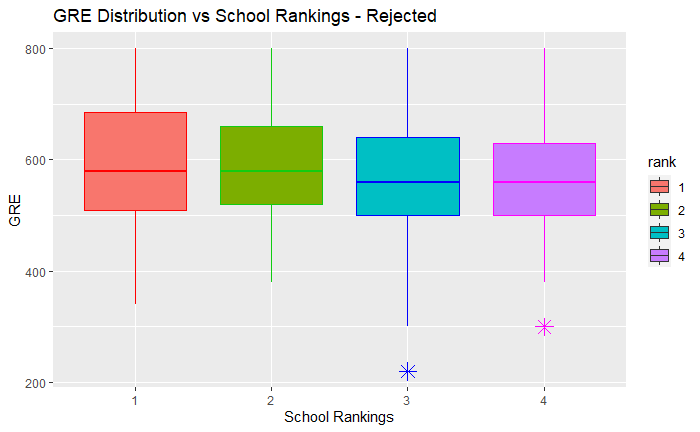 GRE Distribution vs School Rankings - Rejected
800
600
400
200
GRE
1 2 3 4
School Rankings
rank
1
2
3
4